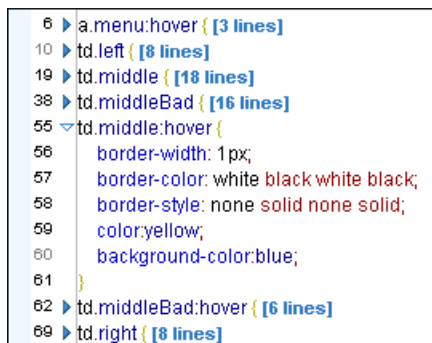 6 a.menu:hover { [3 lines]
10 td.left { [8 lines]
19 td.middle { [18 lines]
38 td.middleBad { [16 lines]
55 td.middle:hover {
56 border-width: 1px;
57 border-color: white black white black;
58 border-style: none solid none solid;
59 color:yellow;
60 background-color:blue;
61 }
62 td.middleBad:hover { [6 lines]
69 td.right { [8 lines]